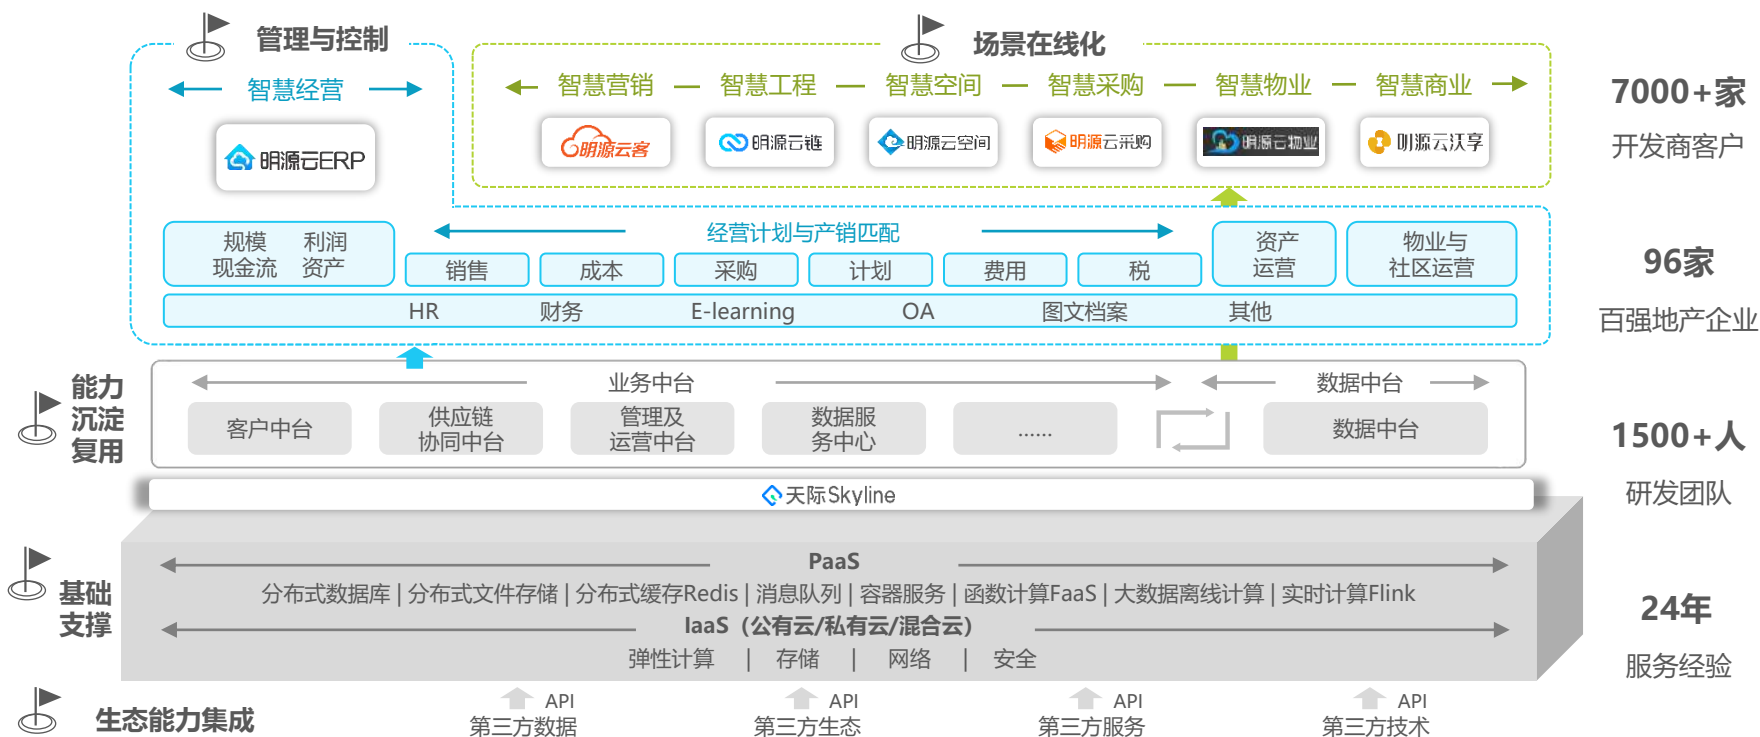 管理与控制
场景在线化
智慧经营
智慧营销 智慧工程 智慧空间 智慧采购 智慧物业 智慧商业
明源云ERP
明源云客 明源云链 明源云空间 明源云采购 明源云物业 明源云沃享
7000+家
开发商客户
规模 利润
现金流 资产
经营计划与产销匹配
销售 成本 采购 计划 费用 税
资产
运营
物业与
社区运营
HR 财务 E-learning OA 图文档案 其他
96家
百强地产企业
能力
沉淀
复用
业务中台
数据中台
客户中台
供应链
协同中台
管理及
运营中台
数据服
务中心
......
数据中台
1500+人
研发团队
天际Skyline
基础
支撑
PaaS
分布式数据库 | 分布式文件存储 | 分布式缓存Redis | 消息队列 | 容器服务 | 函数计算FaaS | 大数据离线计算 | 实时计算Flink
IaaS（公有云/私有云/混合云）
弹性计算 | 存储 | 网络 | 安全
24年
服务经验
生态能力集成
API API API API
第三方数据 第三方生态 第三方服务 第三方技术